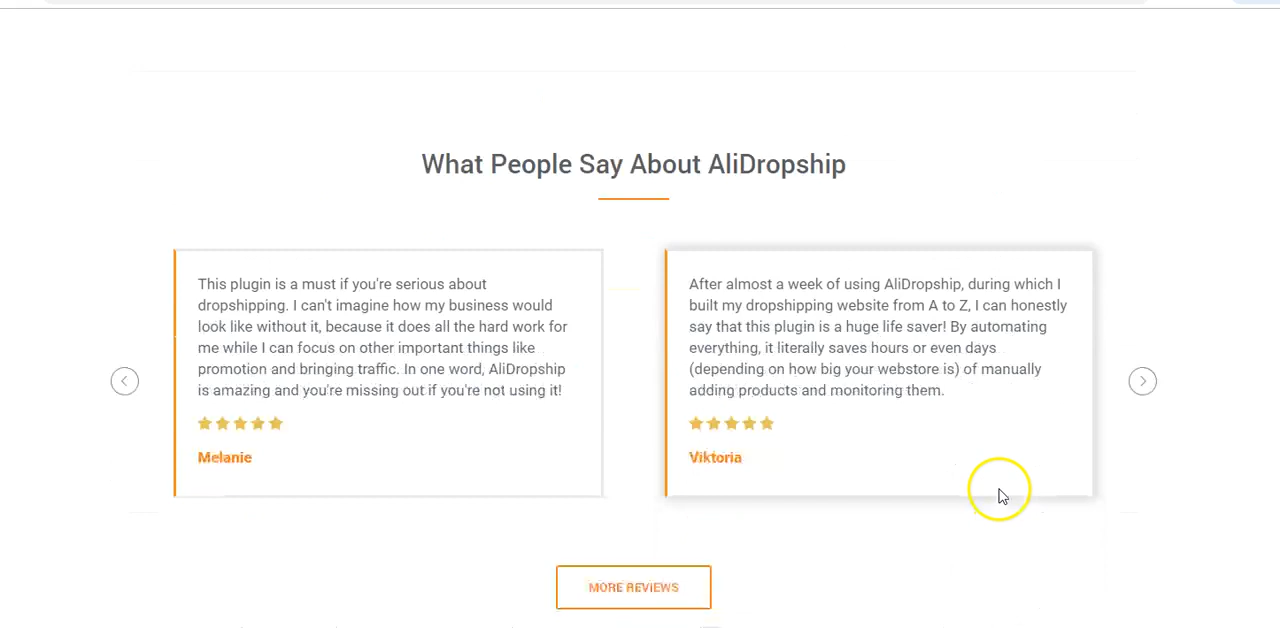 What People Say About AliDropship
This plugin is a must if you're serious about
dropshipping. I can't imagine how my business would
look like without it, because it does all the hard work for
me while I can focus on other important things like
promotion and bringing traffic. In one word, AliDropship
is amazing and you're missing out if you're not using it!
Melanie
After almost a week of using AliDropship, during which I
built my dropshipping website from A to Z, I can honestly
say that this plugin is a huge life saver! By automating
everything, it literally saves hours or even days
(depending on how big your webstore is) of manually
adding products and monitoring them.
Viktoria
MORE REVIEWS